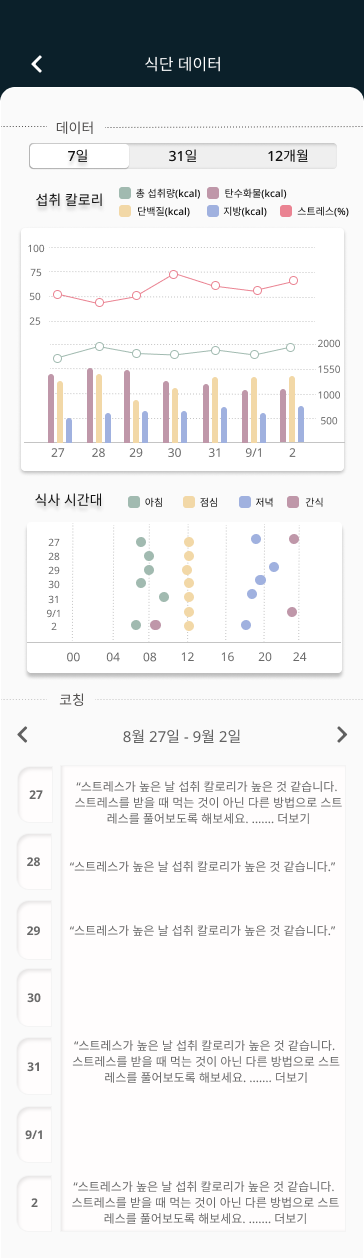 식단 데이터
데이터
7일 31일 12개월
섭취 칼로리
총 섭취량(kcal) 탄수화물(kcal)
단백질(kcal) 지방(kcal) 스트레스(%)
100
75
50
25
2000
1550
1000
500
27 28 29 30 31 9/1 2
식사 시간대 아침 점심 저녁 간식
27
28
29
30
31
9/1
2
00 04 08 12 16 20 24
코칭
8월 27일 - 9월 2일
27
“스트레스가 높은 날 섭취 칼로리가 높은 것 같습니다.
스트레스를 받을 때 먹는 것이 아닌 다른 방법으로 스트
레스를 풀어보도록 해보세요. ....... 더보기
28
“스트레스가 높은 날 섭취 칼로리가 높은 것 같습니다.”
29
“스트레스가 높은 날 섭취 칼로리가 높은 것 같습니다.”
30
31
“스트레스가 높은 날 섭취 칼로리가 높은 것 같습니다.
스트레스를 받을 때 먹는 것이 아닌 다른 방법으로 스트
레스를 풀어보도록 해보세요. ....... 더보기
9/1
2
“스트레스가 높은 날 섭취 칼로리가 높은 것 같습니다.
스트레스를 받을 때 먹는 것이 아닌 다른 방법으로 스트
레스를 풀어보도록 해보세요. ....... 더보기